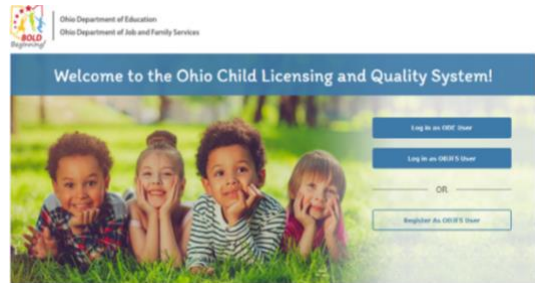 BOLD
Beginning!
Ohio Department of Education
Ohio Department of Job and Family Services
Welcome to the Ohio Child Licensing and Quality System!
Log in as ODE User
Log in as ODJFS User
OR
Register As ODJFS User